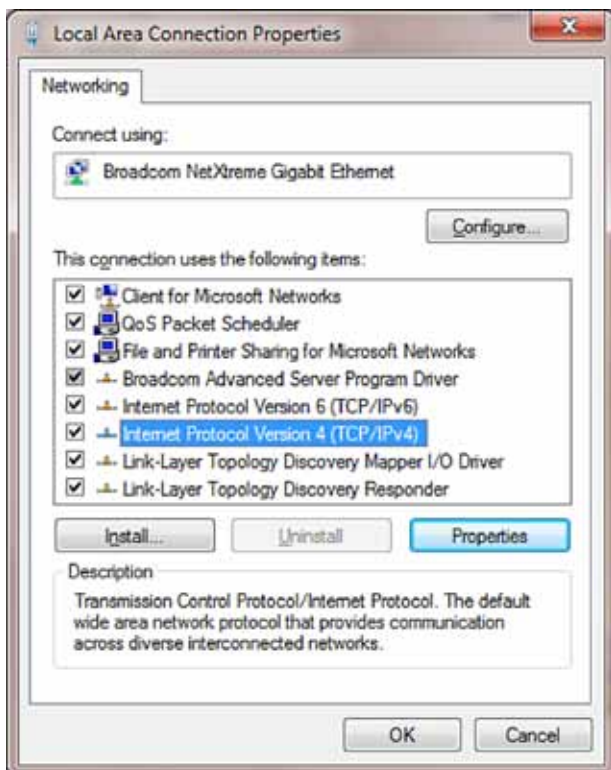 Local Area Connection Properties
Networking
Connect using:
Broadcom NetXtreme Gigabit Ethernet
Configure...
This connection uses the following items:
Client for Microsoft Networks
QoS Packet Scheduler
File and Printer Sharing for Microsoft Networks
Broadcom Advanced Server Program Driver
Internet Protocol Version 6 (TCP/IPv6)
Internet Protocol Version 4 (TCP/IPv4)
Link-Layer Topology Discovery Mapper I/O Driver
Link-Layer Topology Discovery Responder
Install... Uninstall Properties
Description
Transmission Control Protocol/Internet Protocol. The default
wide area network protocol that provides communication
across diverse interconnected networks.
OK Cancel